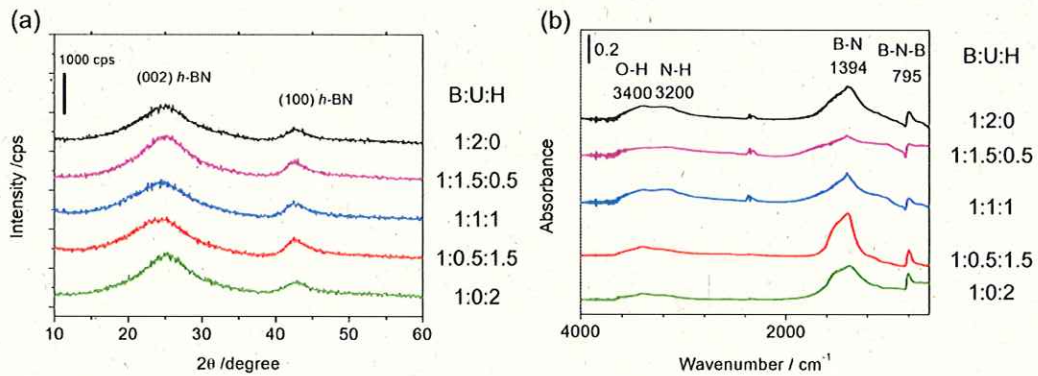 (a)
1000 cps
(002) h-BN
(100) h-BN
B:U:H
1:2:0
1:1.5:0.5
1:1:1
1:0.5:1.5
1:0:2
Intensity /cps
10 20 30 40 50 60
2θ /degree
(b)
0.2
O-H
3400
N-H
3200
B-N
1394
B-N-B
795
B:U:H
1:2:0
1:1.5:0.5
1:1:1
1:0.5:1.5
1:0:2
Absorbance
4000 2000
Wavenumber / cm⁻¹